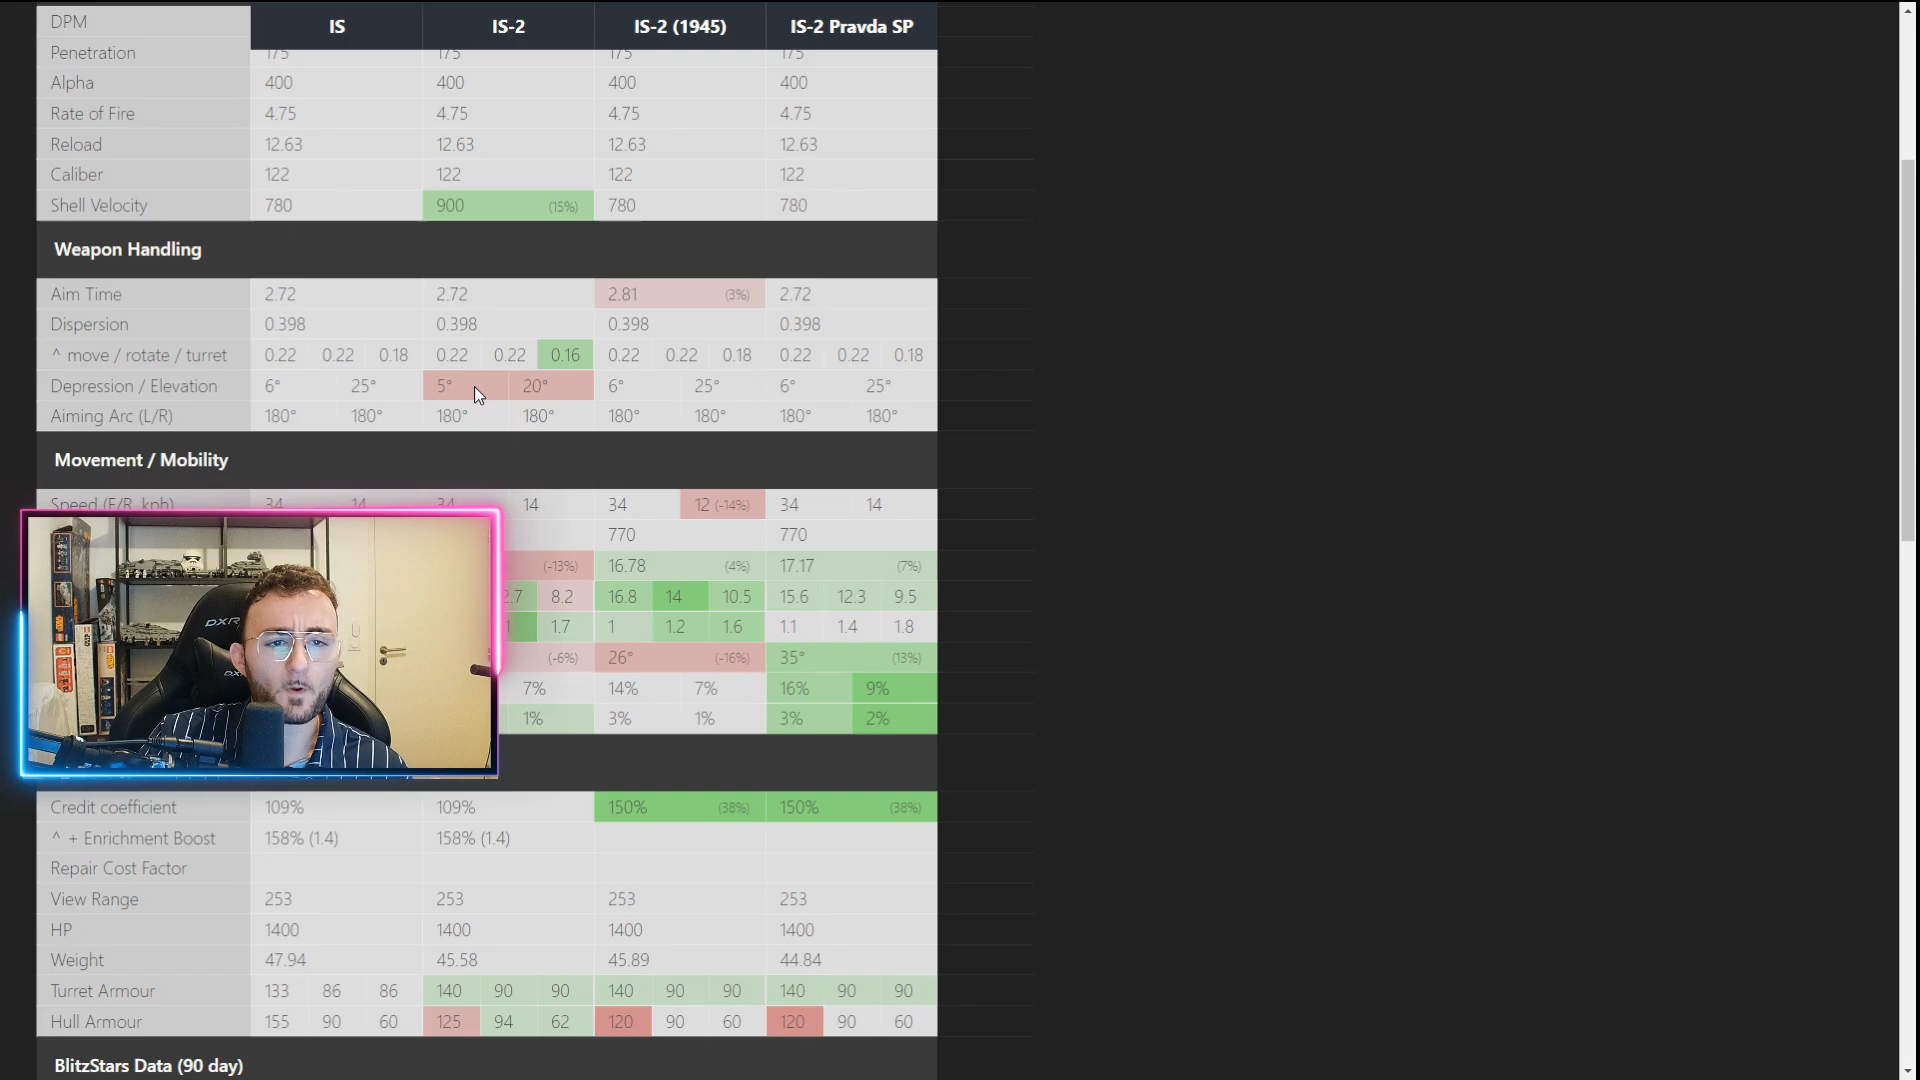 DPM IS IS-2 IS-2 (1945) IS-2 Pravda SP
Penetration 175 175 175 175
Alpha 400 400 400 400
Rate of Fire 4.75 4.75 4.75 4.75
Reload 12.63 12.63 12.63 12.63
Caliber 122 122 122 122
Shell Velocity 780 900 (15%) 780 780
Weapon Handling
Aim Time 2.72 2.72 2.81 (3%) 2.72
Dispersion 0.398 0.398 0.398 0.398
^ move / rotate / turret 0.22 0.22 0.18 0.22 0.22 0.16 0.22 0.22 0.18 0.22 0.22 0.18
Depression / Elevation 6° 25° 5° 20° 6° 25° 6° 25°
Aiming Arc (L/R) 180° 180° 180° 180° 180° 180° 180° 180°
Movement / Mobility
Speed (F/R, kph) 34 14 34 14 34 12 (-14%) 34 14
770 770
(-13%) 16.78 (4%) 17.17 (7%)
8.2 16.8 14 10.5 15.6 12.3 9.5
1.7 1 1.2 1.6 1.1 1.4 1.8
(-6%) 26° (-16%) 35° (13%)
7% 14% 7% 16% 9%
1% 3% 1% 3% 2%
DXR
Credit coefficient 109% 109% 150% (38%) 150% (38%)
^ + Enrichment Boost 158% (1.4) 158% (1.4)
Repair Cost Factor
View Range 253 253 253 253
HP 1400 1400 1400 1400
Weight 47.94 45.58 45.89 44.84
Turret Armour 133 86 86 140 90 90 140 90 90 140 90 90
Hull Armour 155 90 60 125 94 62 120 90 60 120 90 60
BlitzStars Data (90 day)